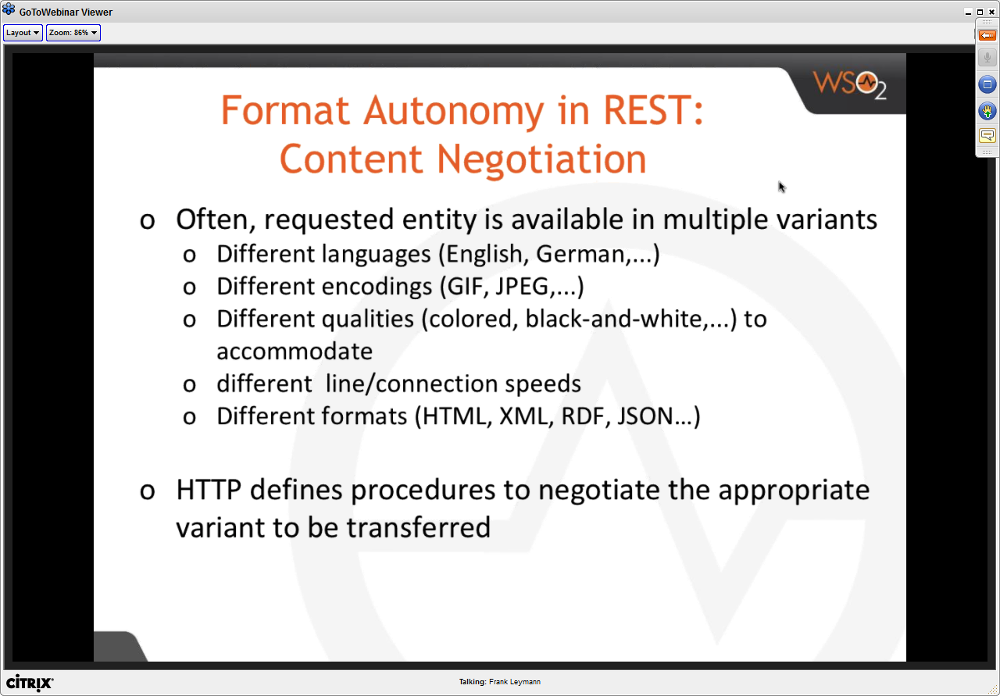 GoToWebinar Viewer
Layout
Zoom: 86%
WSO2
Format Autonomy in REST:
Content Negotiation
o Often, requested entity is available in multiple variants
o Different languages (English, German,...)
o Different encodings (GIF, JPEG,...)
o Different qualities (colored, black-and-white,...) to
accommodate
o different  line/connection speeds
o Different formats (HTML, XML, RDF, JSON...)
o HTTP defines procedures to negotiate the appropriate
variant to be transferred
CİTRIX
Talking: Frank Leymann